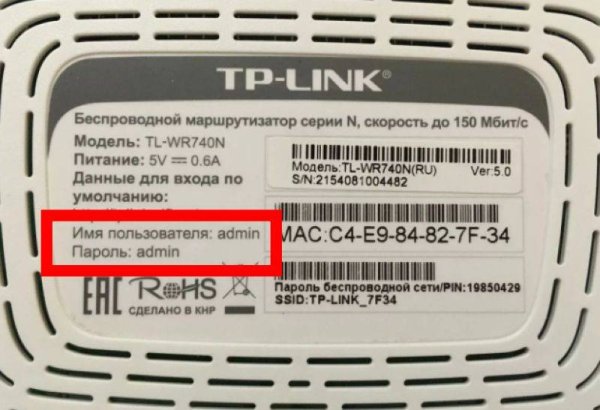 TP-LINK®
Беспроводной маршрутизатор серии N, скорость до 150 Мбит/с
Модель: TL-WR740N
Питание: 5V 0.6A
Данные для входа по
умолчанию:
Имя пользователя: admin
Пароль: admin
EAC RoHS
СДЕЛАНО В КНР
Модель:TL-WR740N(RU) Ver:5.0
S/N:2154081004482
MAC:C4-E9-84-82-7F-34
Пароль беспроводной сети/PIN:19850429
SSID:TP-LINK_7F34